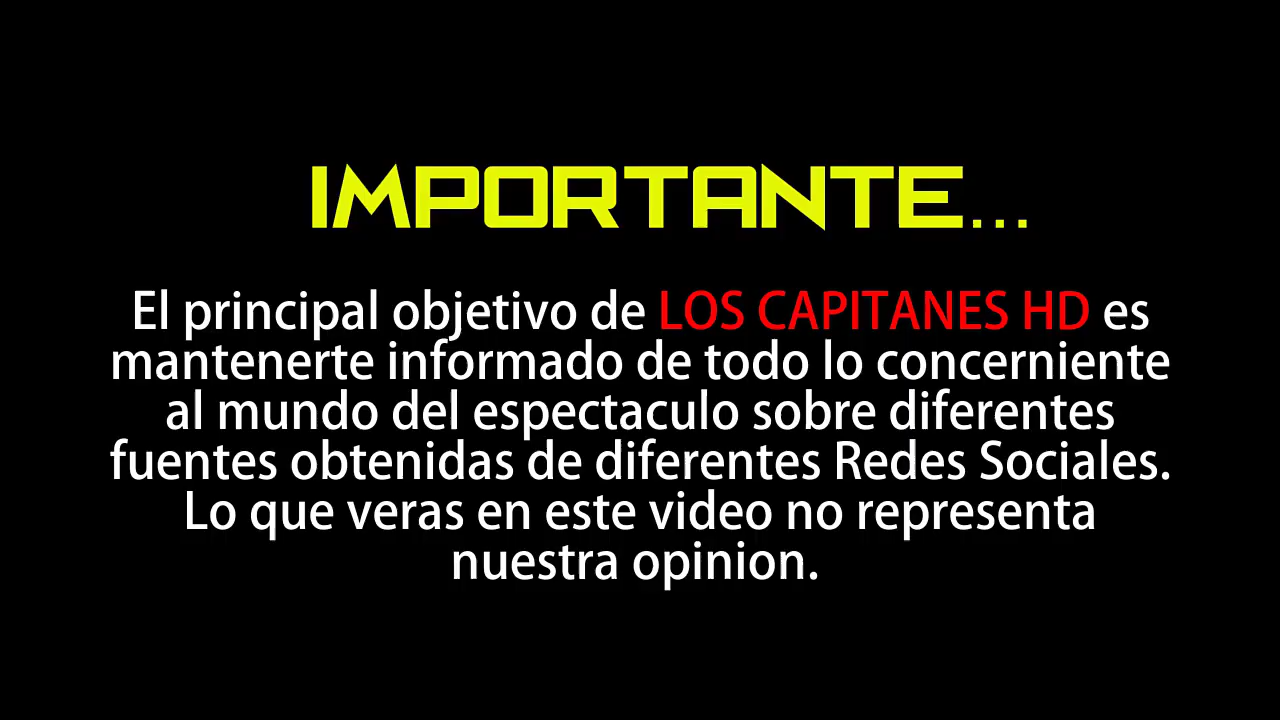 IMPORTANTE...
El principal objetivo de LOS CAPITANES HD es
mantenerte informado de todo lo concerniente
al mundo del espectaculo sobre diferentes
fuentes obtenidas de diferentes Redes Sociales.
Lo que veras en este video no representa
nuestra opinion.